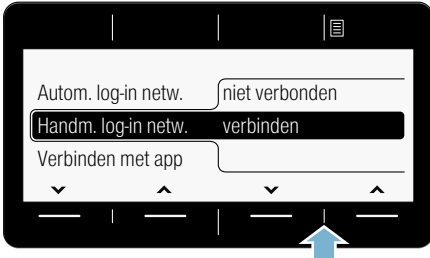 Autom. log-in netw. niet verbonden
Handm. log-in netw. verbinden
Verbinden met app